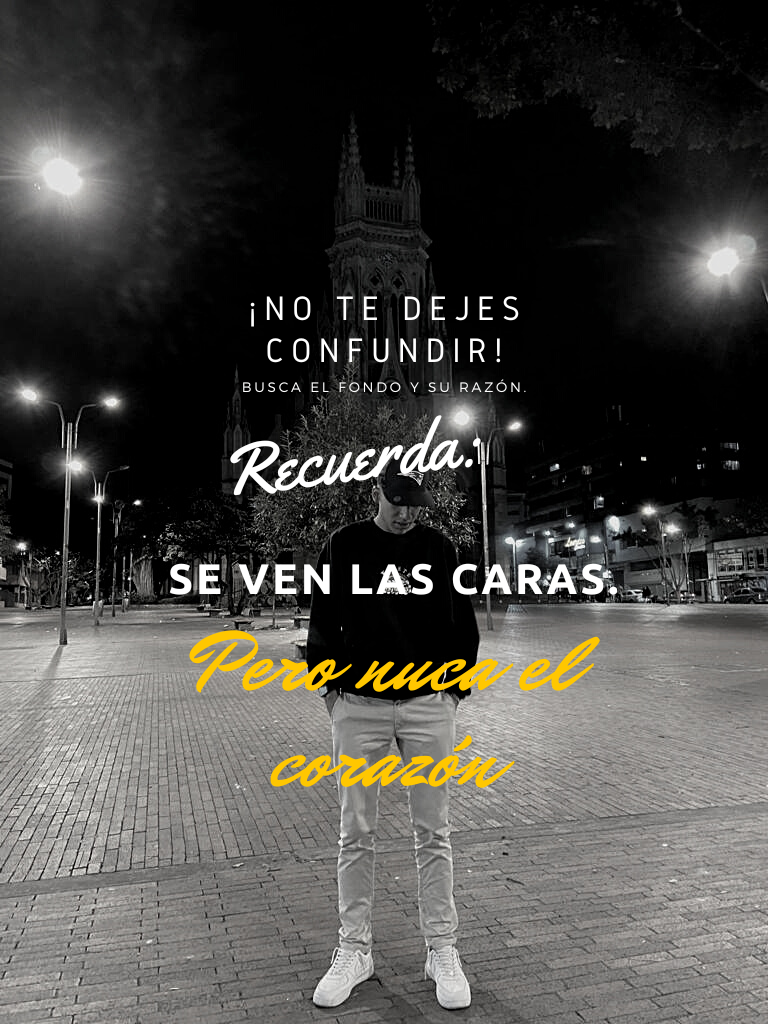 ¡NO TE DEJES
CONFUNDIR!
BUSCA EL FONDO Y SU RAZÓN.
Recuerda:
SE VEN LAS CARAS.
Pero nuca el
corazón